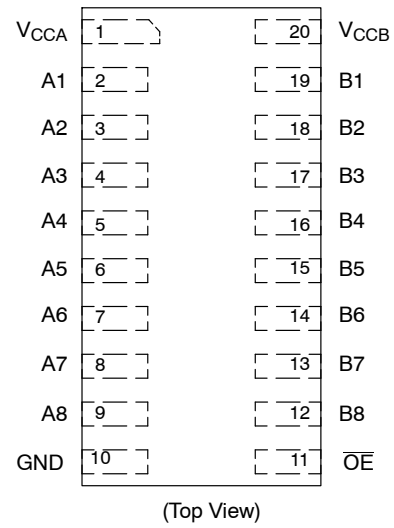 VCCA 1 20 VCCB
A1 2 19 B1
A2 3 18 B2
A3 4 17 B3
A4 5 16 B4
A5 6 15 B5
A6 7 14 B6
A7 8 13 B7
A8 9 12 B8
GND 10 11 O̅E̅
(Top View)